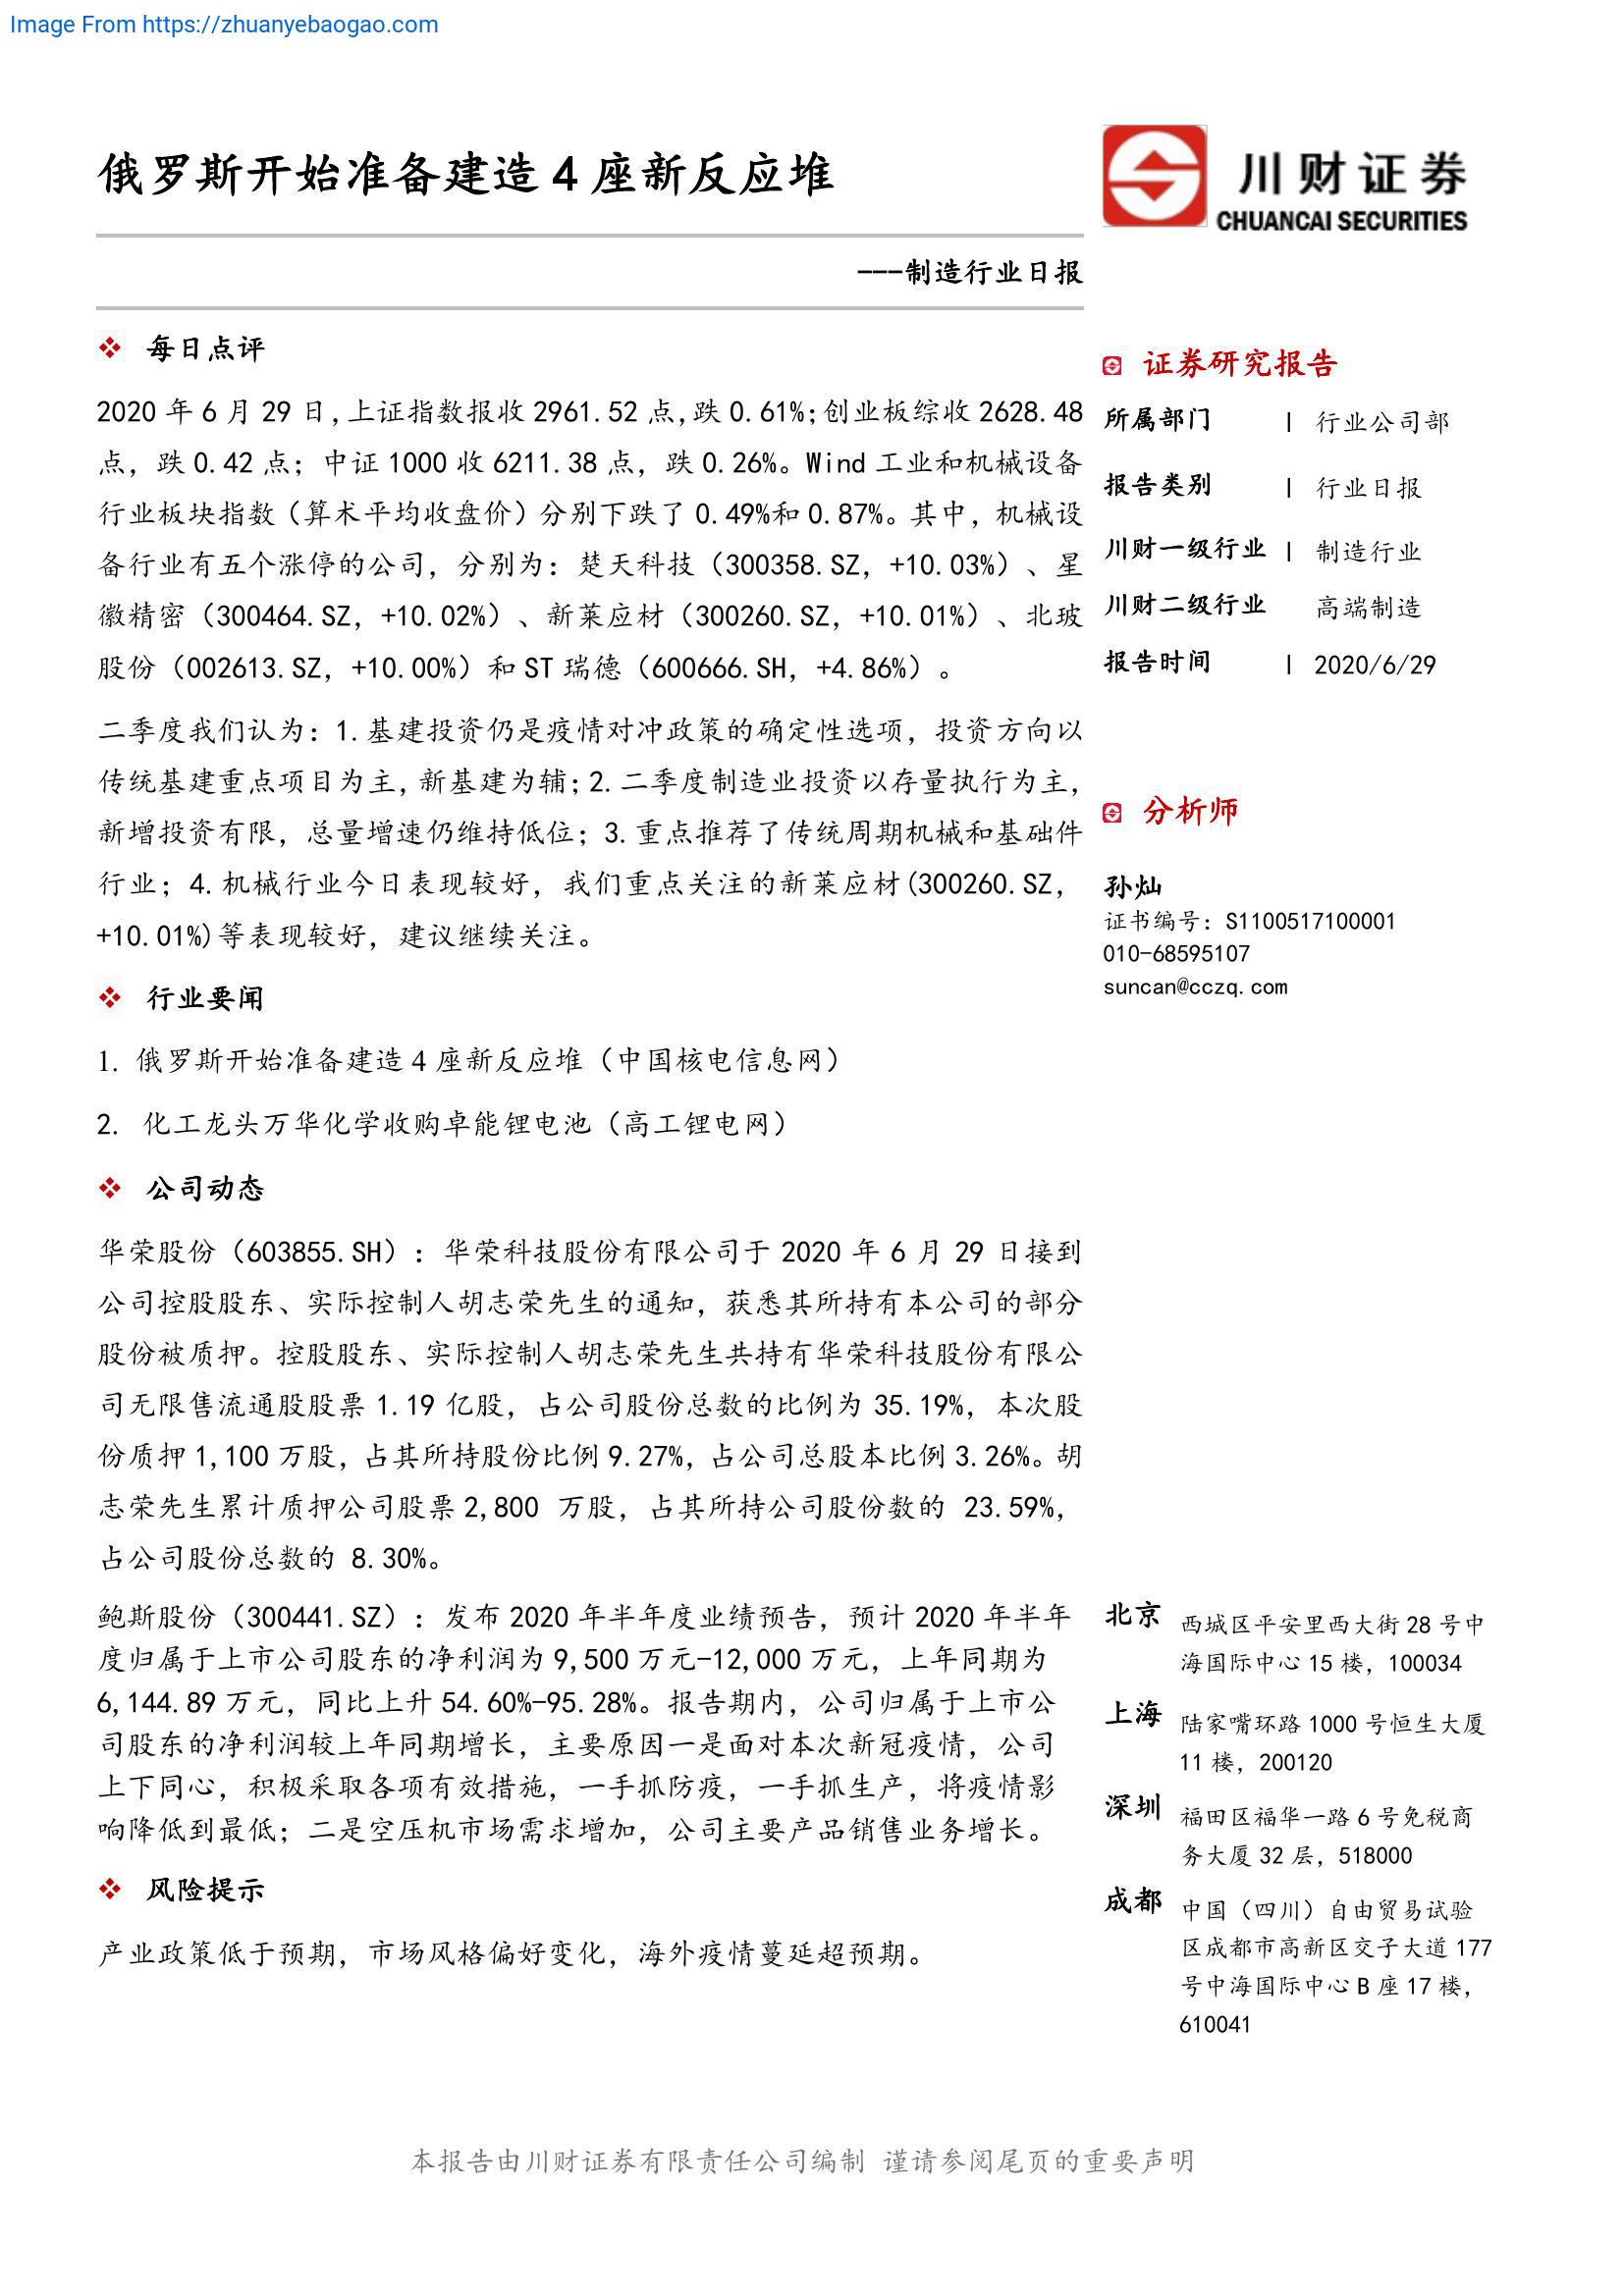 Image From https://zhuanyebaogao.com
俄罗斯开始准备建造 4 座新反应堆
---制造行业日报
川财证券
CHUANCAI SECURITIES
❖ 每日点评
2020 年 6 月 29 日,上证指数报收 2961.52 点,跌 0.61%;创业板综收 2628.48
点，跌 0.42 点；中证 1000 收 6211.38 点，跌 0.26%。Wind 工业和机械设备
行业板块指数（算术平均收盘价）分别下跌了 0.49%和 0.87%。其中，机械设
备行业有五个涨停的公司，分别为：楚天科技（300358.SZ，+10.03%）、星
徽精密（300464.SZ，+10.02%）、新莱应材（300260.SZ，+10.01%）、北玻
股份（002613.SZ，+10.00%）和 ST 瑞德（600666.SH，+4.86%）。
二季度我们认为：1.基建投资仍是疫情对冲政策的确定性选项，投资方向以
传统基建重点项目为主,新基建为辅;2.二季度制造业投资以存量执行为主，
新增投资有限，总量增速仍维持低位；3.重点推荐了传统周期机械和基础件
行业；4.机械行业今日表现较好，我们重点关注的新莱应材(300260.SZ，
+10.01%)等表现较好，建议继续关注。
❖ 行业要闻
1. 俄罗斯开始准备建造 4 座新反应堆（中国核电信息网）
2. 化工龙头万华化学收购卓能锂电池（高工锂电网）
❖ 公司动态
华荣股份（603855.SH）：华荣科技股份有限公司于 2020 年 6 月 29 日接到
公司控股股东、实际控制人胡志荣先生的通知，获悉其所持有本公司的部分
股份被质押。控股股东、实际控制人胡志荣先生共持有华荣科技股份有限公
司无限售流通股股票 1.19 亿股，占公司股份总数的比例为 35.19%，本次股
份质押 1,100 万股，占其所持股份比例 9.27%，占公司总股本比例 3.26%。胡
志荣先生累计质押公司股票 2,800 万股，占其所持公司股份数的 23.59%，
占公司股份总数的 8.30%。
鲍斯股份（300441.SZ）：发布 2020 年半年度业绩预告，预计 2020 年半年
度归属于上市公司股东的净利润为 9,500 万元-12,000 万元，上年同期为
6,144.89 万元，同比上升 54.60%-95.28%。报告期内，公司归属于上市公
司股东的净利润较上年同期增长，主要原因一是面对本次新冠疫情，公司
上下同心，积极采取各项有效措施，一手抓防疫，一手抓生产，将疫情影
响降低到最低；二是空压机市场需求增加，公司主要产品销售业务增长。
❖ 风险提示
产业政策低于预期，市场风格偏好变化，海外疫情蔓延超预期。
证券研究报告
所属部门 | 行业公司部
报告类别 | 行业日报
川财一级行业 | 制造行业
川财二级行业 高端制造
报告时间 | 2020/6/29
分析师
孙灿
证书编号：S1100517100001
010-68595107
suncan@cczq.com
北京 西城区平安里西大街 28 号中
海国际中心 15 楼，100034
上海 陆家嘴环路 1000 号恒生大厦
11 楼，200120
深圳 福田区福华一路 6 号免税商
务大厦 32 层，518000
成都 中国（四川）自由贸易试验
区成都市高新区交子大道 177
号中海国际中心 B 座 17 楼，
610041
本报告由川财证券有限责任公司编制 谨请参阅尾页的重要声明